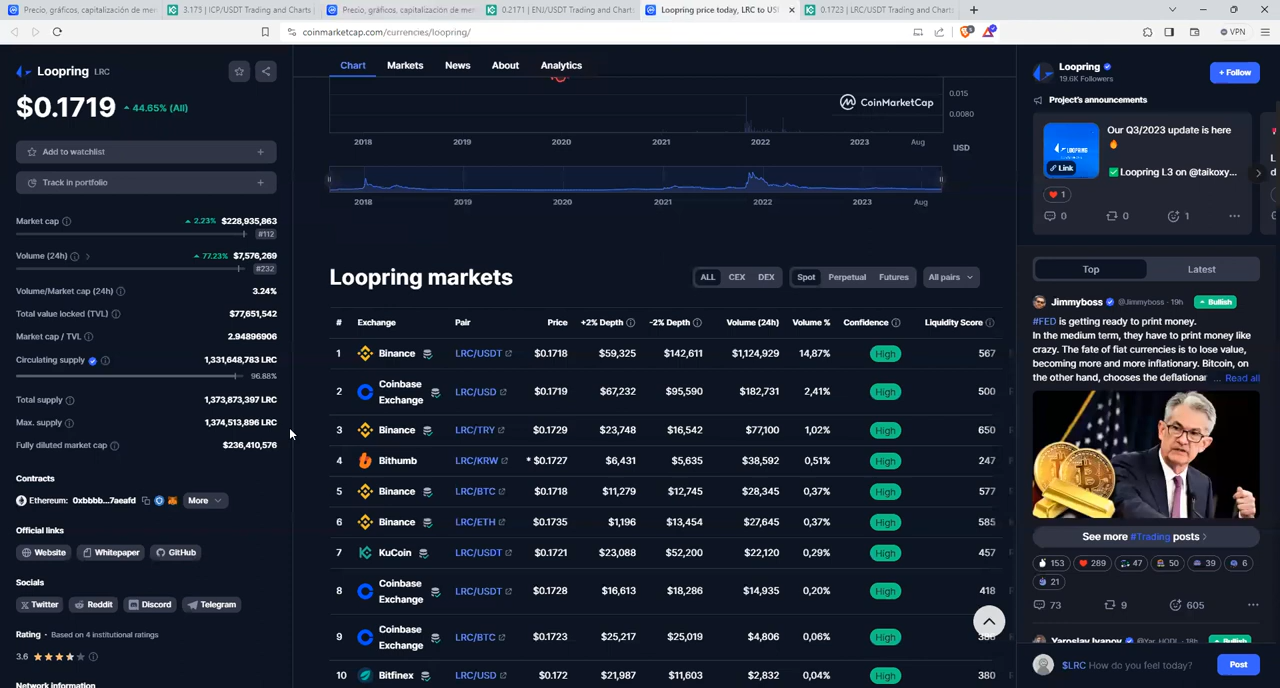 Precio, gráficos, capitalización de mer
3.175 | ICP/USDT Trading and Charts
Precio, gráficos, capitalización de mer
0.2171 | ENJ/USDT Trading and Chart
Loopring price today, LRC to US
0.1723 | LRC/USDT Trading and Chart
coinmarketcap.com/currencies/loopring/
VPN
Loopring LRC
$0.1719 44.65% (All)
Add to watchlist
Track in portfolio
Market cap 2.23% $228,935,863
#112
Volume (24h) 77.23% $7,576,269
#232
Volume/Market cap (24h) 3.24%
Total value locked (TVL) $77,651,542
Market cap / TVL 2.94896906
Circulating supply 1,331,648,783 LRC
96.88%
Total supply 1,373,873,397 LRC
Max. supply 1,374,513,896 LRC
Fully diluted market cap $236,410,576
Contracts
Ethereum: 0xbbbb...7aeafd More
Official links
Website Whitepaper GitHub
Socials
Twitter Reddit Discord Telegram
Rating · Based on 4 institutional ratings
3.6
Network information
Chart Markets News About Analytics
0.015
CoinMarketCap
0.0080
2018 2019 2020 2021 2022 2023 Aug
USD
2018 2019 2020 2021 2022 2023 Aug
Loopring markets
ALL CEX DEX Spot Perpetual Futures All pairs
# Exchange Pair Price +2% Depth -2% Depth Volume (24h) Volume % Confidence Liquidity Score
1 Binance LRC/USDT $0.1718 $59,325 $142,611 $1,124,929 14,87% High 567
2 Coinbase Exchange LRC/USD $0.1719 $67,232 $95,590 $182,731 2,41% High 500
3 Binance LRC/TRY $0.1729 $23,748 $16,542 $77,100 1,02% High 650
4 Bithumb LRC/KRW * $0.1727 $6,431 $5,635 $38,592 0,51% High 247
5 Binance LRC/BTC $0.1718 $11,279 $12,745 $28,345 0,37% High 577
6 Binance LRC/ETH $0.1735 $1,196 $13,454 $27,645 0,37% High 585
7 KuCoin LRC/USDT $0.1721 $23,088 $52,200 $22,120 0,29% High 457
8 Coinbase Exchange LRC/USDT $0.1728 $16,613 $18,286 $14,935 0,20% High 418
9 Coinbase Exchange LRC/BTC $0.1723 $25,217 $25,019 $4,806 0,06% High
10 Bitfinex LRC/USD $0.172 $21,987 $11,603 $2,832 0,04% High 380
Loopring
19.6K Followers
+ Follow
Project's announcements
Our Q3/2023 update is here
Link
Loopring L3 on @taikoxy...
1
0 0 1
Top Latest
Jimmyboss @Jimmyboss · 19h Bullish
#FED is getting ready to print money.
In the medium term, they have to print money like
crazy. The fate of fiat currencies is to lose value,
becoming more and more inflationary. Bitcoin, on
the other hand, chooses the deflationar ... Read all
See more #Trading posts
153 289 47 50 39 6
21
73 9 605
Yaroslav Ivanov Bullish
$LRC How do you feel today? Post